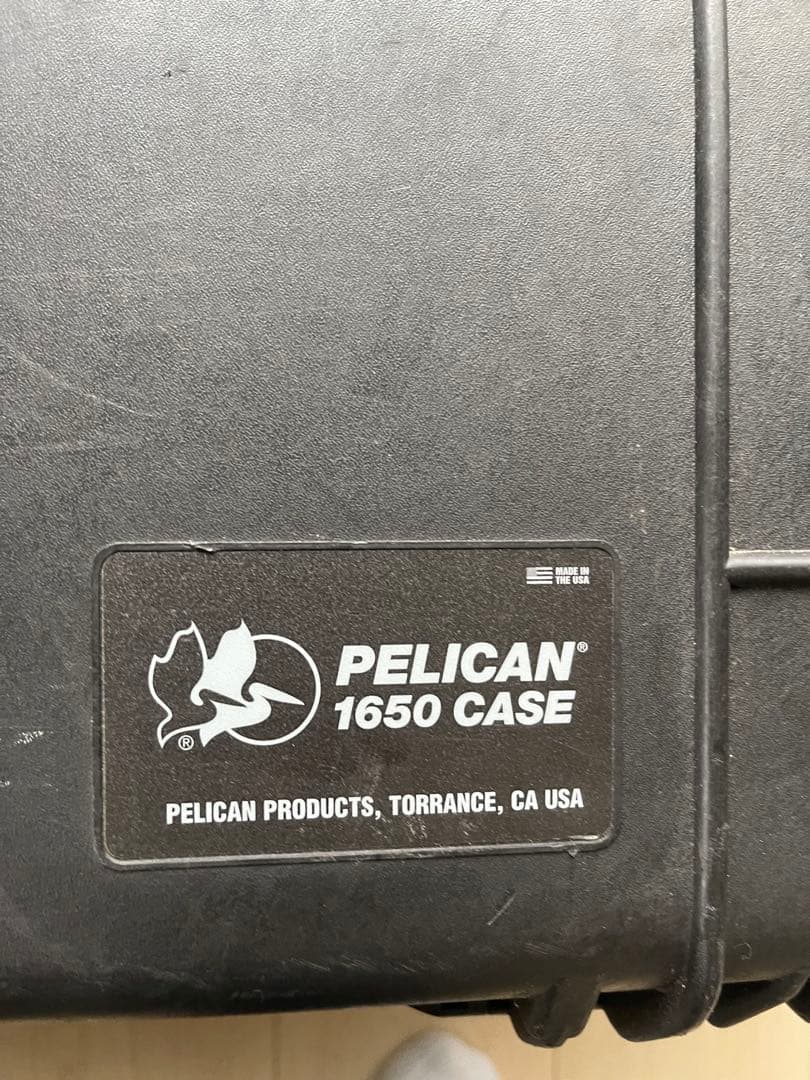 MADE IN
THE USA
PELICAN®
1650 CASE
®
PELICAN PRODUCTS, TORRANCE, CA USA